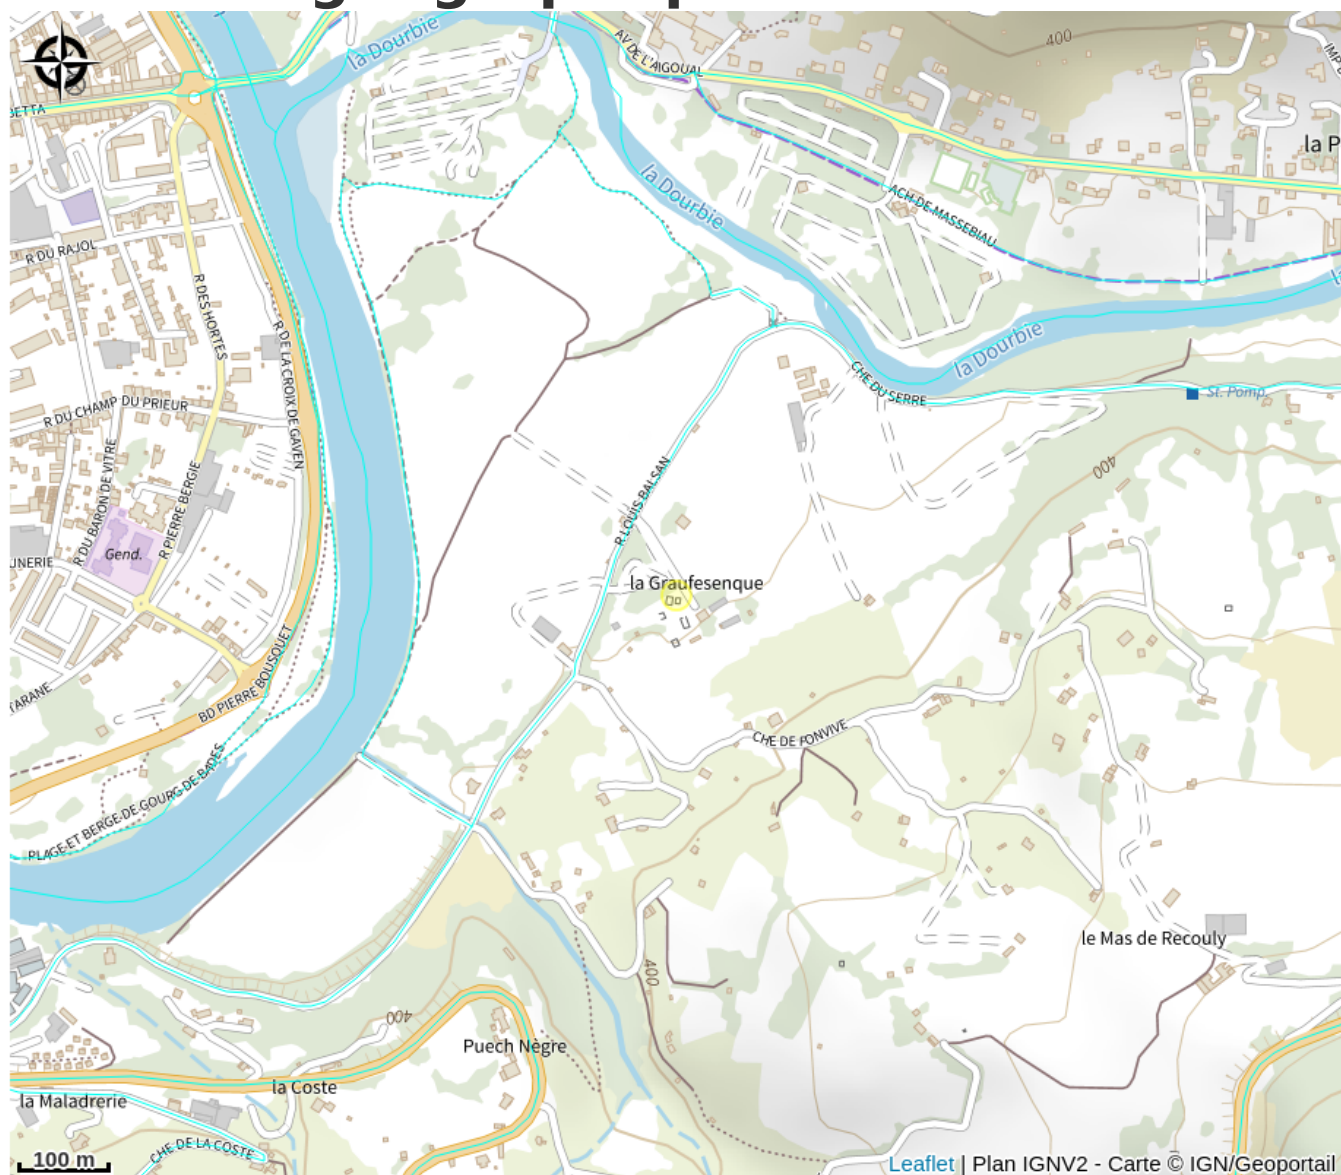 la Dourbie
AV DE L'AIGOUAL
400
BETTA
la P
la Dourbie
ACH DE MASSEBIAU
R DU RAJOL
R DES HORTES
R DE LA CROIX DE GAVEN
la Dourbie
CHE DU SERRE
St. Pomp.
R DU CHAMP DU PRIEUR
R DU BARON DE VITRE
R PIERRE BERGIE
R LOUIS BALSAN
400
Gend.
UNERIE
la Graufesenque
TARANE
BD PIERRE BOUSQUET
CHE DE FONVIVE
PLAGE ET BERGE DE GOURG DE BADES
le Mas de Recouly
400
400
Puech Nègre
la Coste
la Maladrerie
CHE DE LA COSTE
100 m
Leaflet | Plan IGNV2 - Carte © IGN/Geoportail